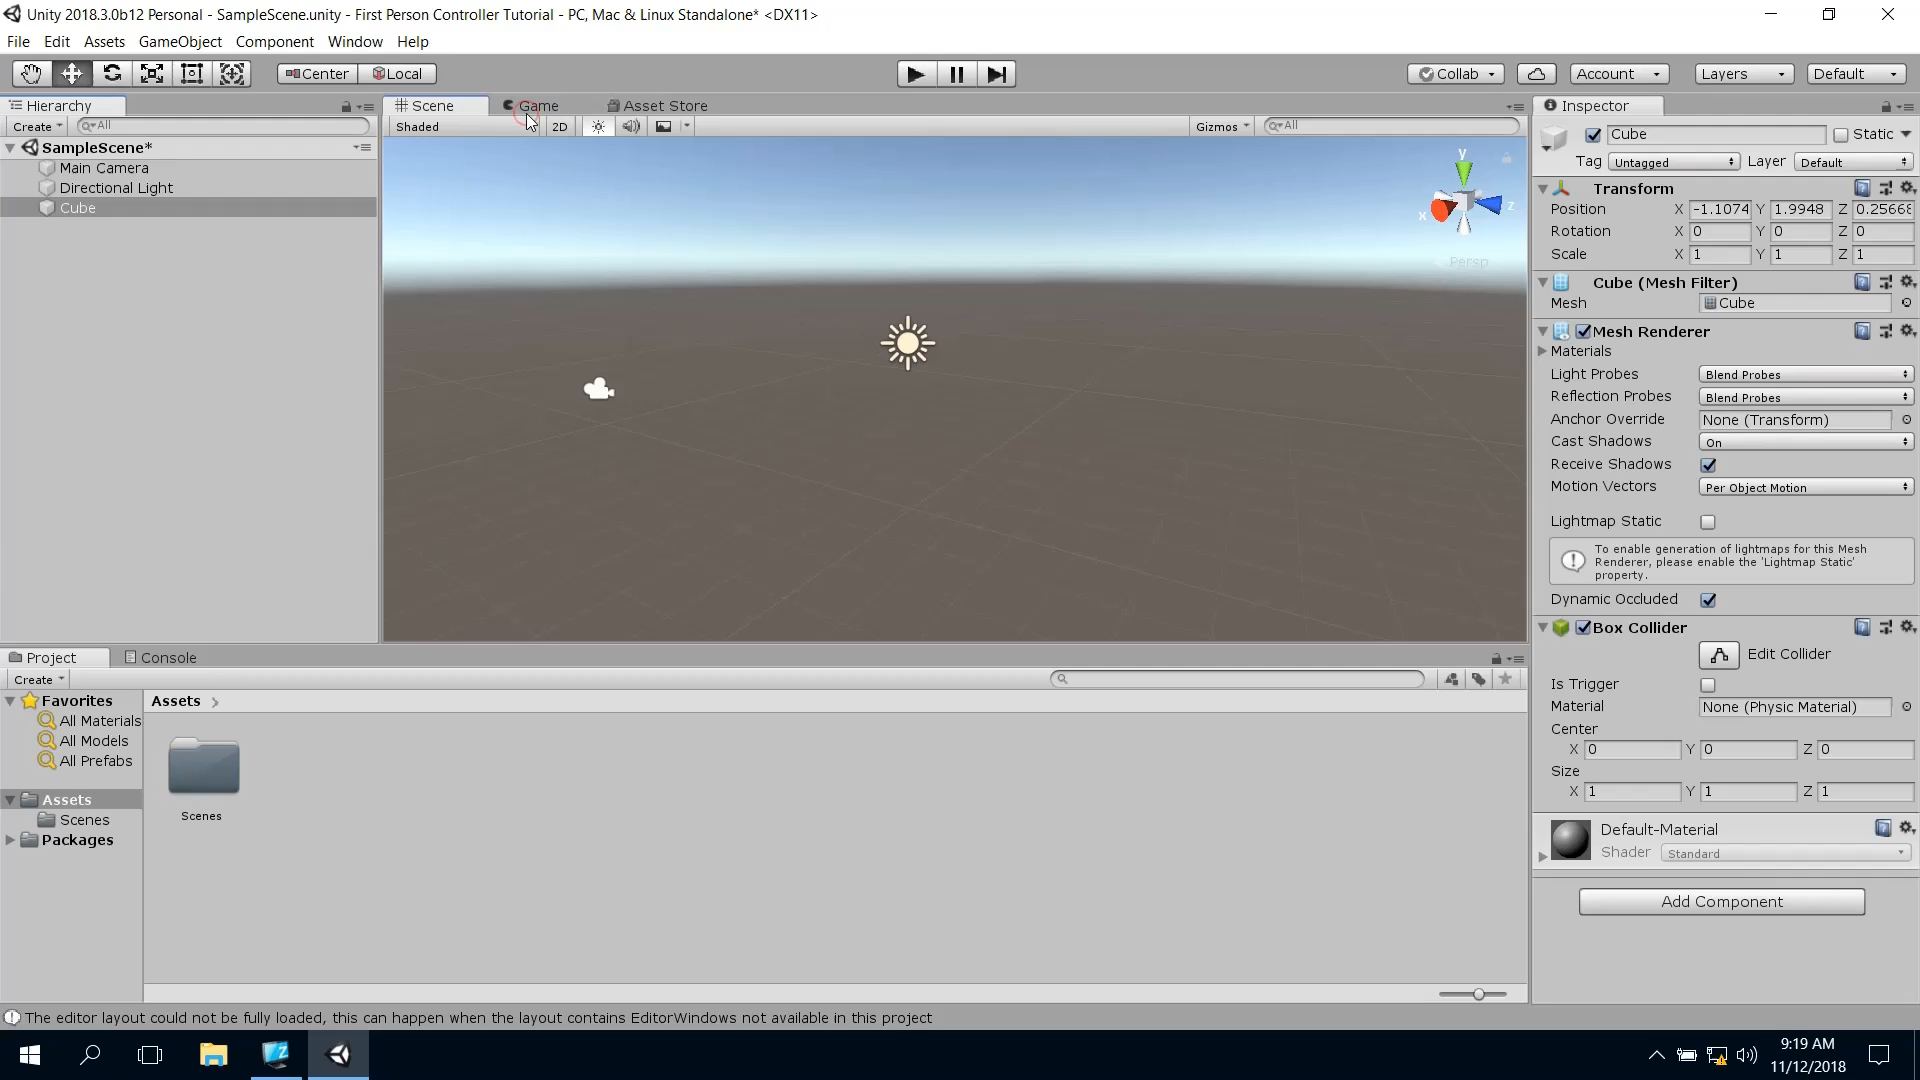 Unity 2018.3.0b12 Personal - SampleScene.unity - First Person Controller Tutorial - PC, Mac & Linux Standalone* <DX11>
File Edit Assets GameObject Component Window Help
Center Local Collab Account Layers Default
Hierarchy
Create All
SampleScene*
Main Camera
Directional Light
Cube
Scene Game Asset Store
Shaded 2D Gizmos All
y
x z
Persp
Inspector
Cube Static
Tag Untagged Layer Default
Transform
Position X -1.1074 Y 1.9948 Z 0.25668
Rotation X 0 Y 0 Z 0
Scale X 1 Y 1 Z 1
Cube (Mesh Filter)
Mesh Cube
Mesh Renderer
Materials
Light Probes Blend Probes
Reflection Probes Blend Probes
Anchor Override None (Transform)
Cast Shadows On
Receive Shadows
Motion Vectors Per Object Motion
Lightmap Static
To enable generation of lightmaps for this Mesh
Renderer, please enable the 'Lightmap Static'
property.
Dynamic Occluded
Box Collider
Edit Collider
Is Trigger
Material None (Physic Material)
Center
X 0 Y 0 Z 0
Size
X 1 Y 1 Z 1
Default-Material
Shader Standard
Add Component
Project Console
Create
Favorites
All Materials
All Models
All Prefabs
Assets
Scenes
Packages
Assets
Scenes
The editor layout could not be fully loaded, this can happen when the layout contains EditorWindows not available in this project
9:19 AM
11/12/2018